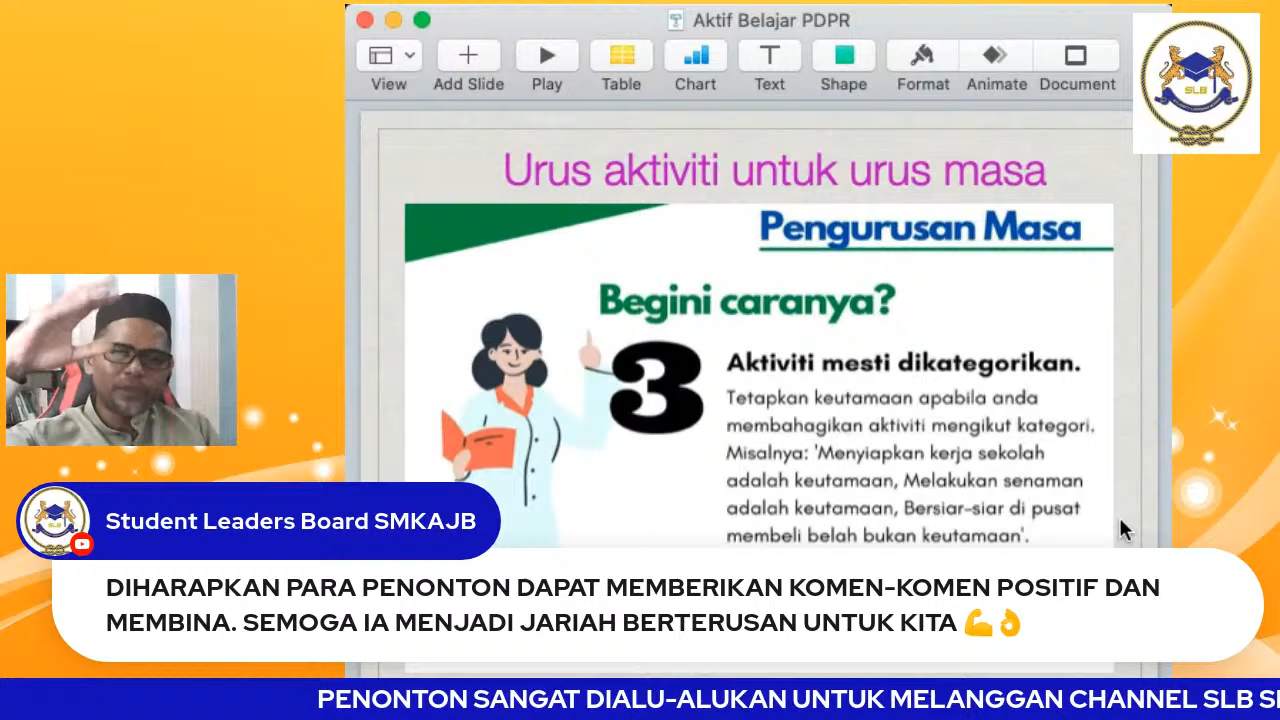 Aktif Belajar PDPR
View Add Slide Play Table Chart Text Shape Format Animate Document
SLB
Urus aktiviti untuk urus masa
Pengurusan Masa
Begini caranya?
3
Aktiviti mesti dikategorikan.
Tetapkan keutamaan apabila anda
membahagikan aktiviti mengikut kategori.
Misalnya: 'Menyiapkan kerja sekolah
adalah keutamaan, Melakukan senaman
adalah keutamaan, Bersiar-siar di pusat
membeli belah bukan keutamaan'.
Student Leaders Board SMKAJB
DIHARAPKAN PARA PENONTON DAPAT MEMBERIKAN KOMEN-KOMEN POSITIF DAN
MEMBINA. SEMOGA IA MENJADI JARIAH BERTERUSAN UNTUK KITA 💪👌
PENONTON SANGAT DIALU-ALUKAN UNTUK MELANGGAN CHANNEL SLB